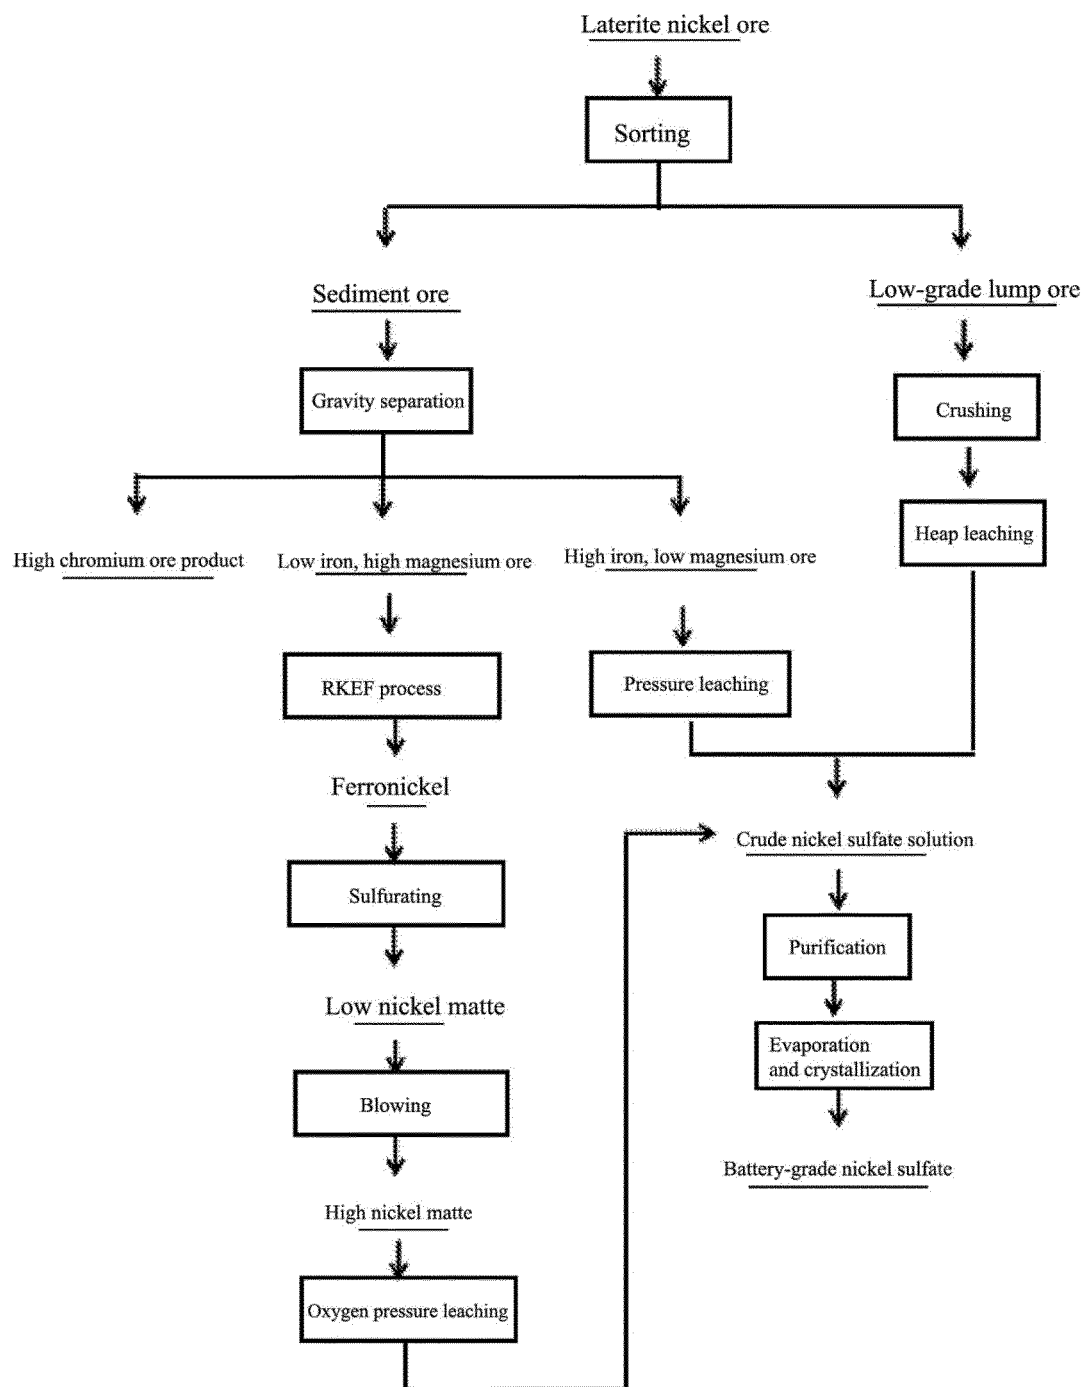 Laterite nickel ore
Sorting
Sediment ore
Low-grade lump ore
Gravity separation
Crushing
Heap leaching
High chromium ore product
Low iron, high magnesium ore
High iron, low magnesium ore
RKEF process
Pressure leaching
Ferronickel
Crude nickel sulfate solution
Sulfurating
Purification
Low nickel matte
Evaporation
and crystallization
Blowing
Battery-grade nickel sulfate
High nickel matte
Oxygen pressure leaching